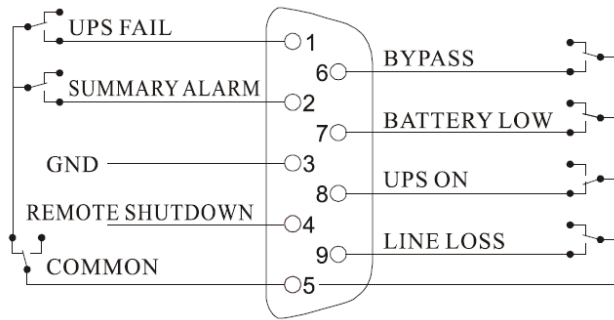 UPS FAIL
1
BYPASS
6
SUMMARY ALARM
2
BATTERY LOW
7
GND
3
UPS ON
8
REMOTE SHUTDOWN
4
LINE LOSS
9
COMMON
5